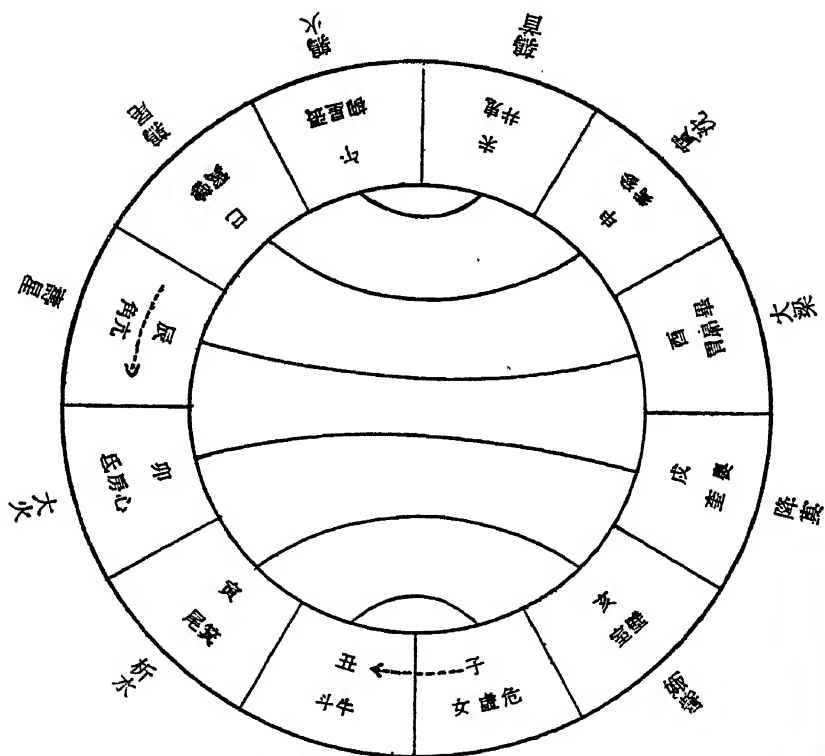 鶉火
鶉首
實沈
大梁
降婁
析水
大火
壽星
鶉尾
柳星張
午
井鬼
未
觜參
申
胃昴畢
酉
奎婁
戌
室壁
亥
女虛危
子
斗牛
丑
尾箕
寅
氐房心
卯
角亢
辰
翼軫
巳